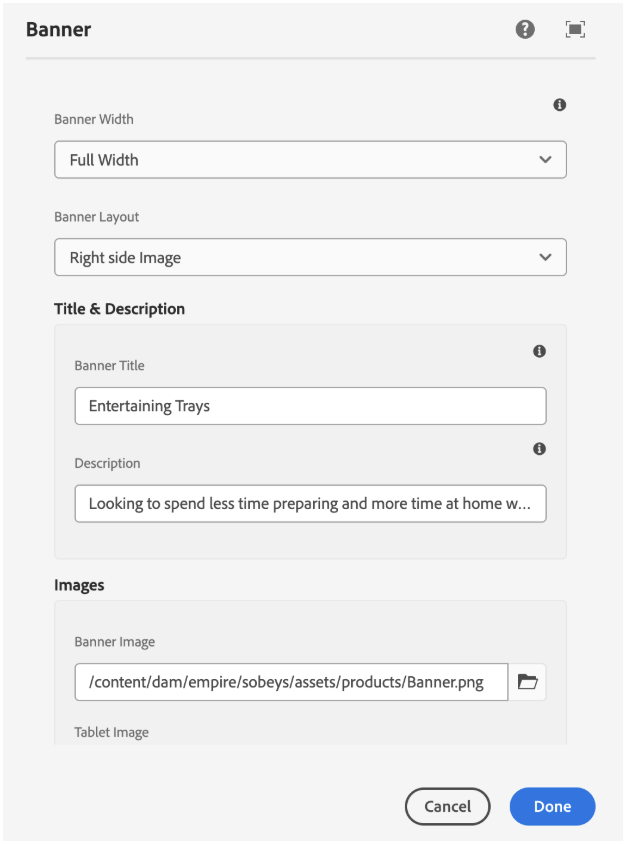 Banner
Banner Width
Full Width
Banner Layout
Right side Image
Title & Description
Banner Title
Entertaining Trays
Description
Looking to spend less time preparing and more time at home w...
Images
Banner Image
/content/dam/empire/sobeys/assets/products/Banner.png
Tablet Image
Cancel Done